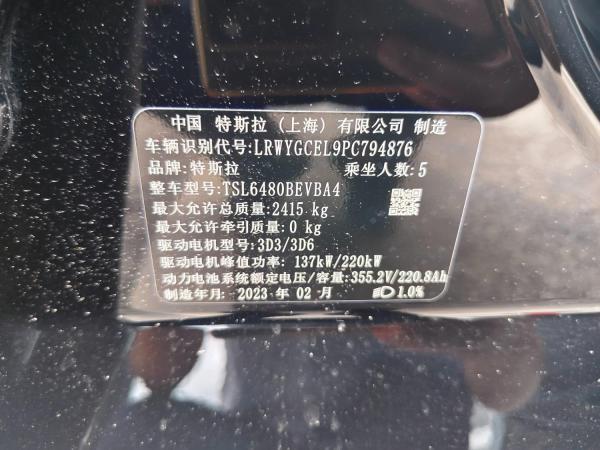 中国 特斯拉 (上海) 有限公司 制造
车辆识别代号:LRWYGCEL9PC794876
品牌:特斯拉 乘坐人数:5
整车型号:TSL6480BEVBA4
最大允许总质量:2415 kg
最大允许牵引质量:0 kg
驱动电机型号:3D3/3D6
驱动电机峰值功率: 137kW/220kW
动力电池系统额定电压/容量:355.2V/220.8Ah
制造年月: 2023 年 02 月 1.0%